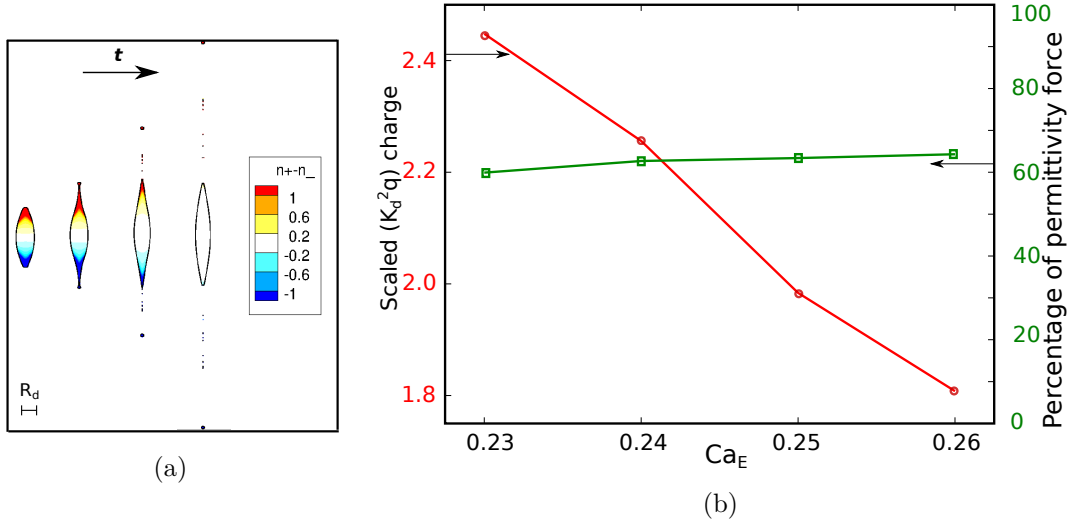 t
n+-n_
1
0.6
0.2
-0.2
-0.6
-1
R_d
(a)
Scaled (K_d^2q) charge
2.4
2.2
2.0
1.8
0.23 0.24 0.25 0.26
Ca_E
100
80
60
40
20
0
Percentage of permittivity force
(b)